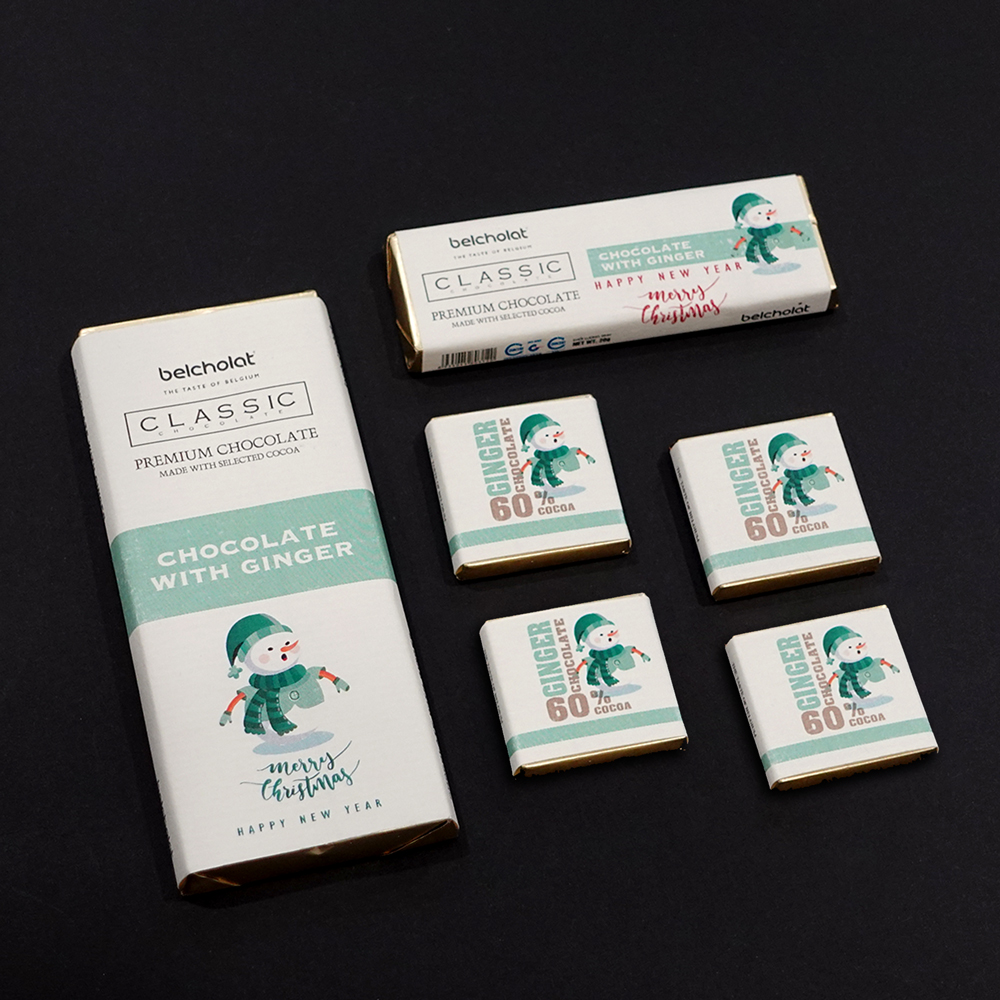 belcholat
THE TASTE OF BELGIUM
CLASSIC
CHOCOLATE
PREMIUM CHOCOLATE
MADE WITH SELECTED COCOA
CHOCOLATE
WITH GINGER
Merry
Christmas
HAPPY NEW YEAR
belcholat
THE TASTE OF BELGIUM
CLASSIC
CHOCOLATE
PREMIUM CHOCOLATE
MADE WITH SELECTED COCOA
CHOCOLATE
WITH GINGER
HAPPY NEW YEAR
Merry
Christmas
belcholat
NET WT.
GINGER
CHOCOLATE
60%
COCOA
GINGER
CHOCOLATE
60%
COCOA
GINGER
CHOCOLATE
60%
COCOA
GINGER
CHOCOLATE
60%
COCOA